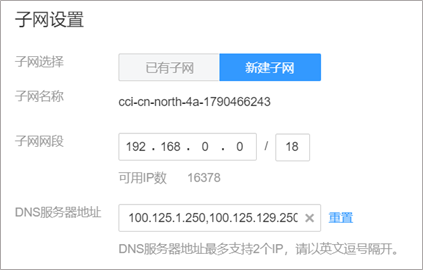 子网设置
子网选择 已有子网 新建子网
子网名称 cci-cn-north-4a-1790466243
子网网段 192 . 168 . 0 . 0 / 18
可用IP数 16378
DNS服务器地址 100.125.1.250,100.125.129.250 × 重置
DNS服务器地址最多支持2个IP，请以英文逗号隔开。